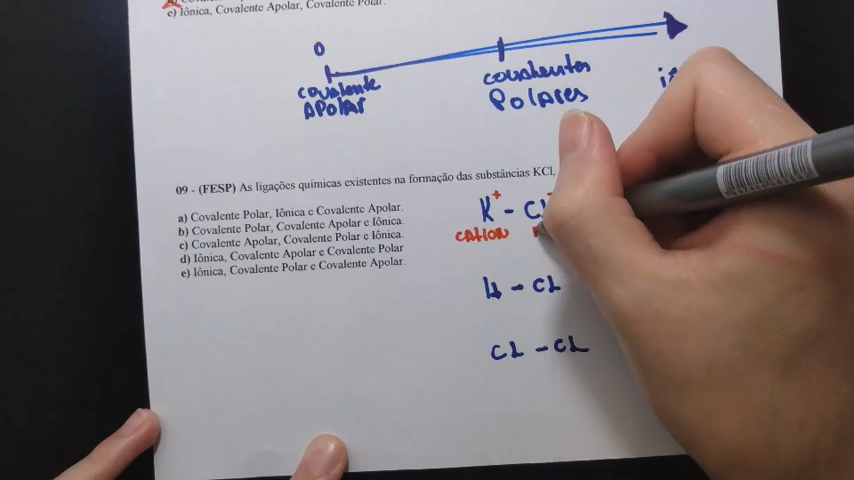 c) Iônica, Covalente Apolar, Covalente Polar.
0
covalente
APOLAR
covalentes
POLARES
09 - (FESP) As ligações químicas existentes na formação das substâncias KCl,
a) Covalente Polar, Iônica e Covalente Apolar.
b) Covalente Polar, Covalente Apolar e Iônica.
c) Covalente Apolar, Covalente Polar e Iônica.
d) Iônica, Covalente Apolar e Covalente Polar
e) Iônica, Covalente Polar e Covalente Apolar.
K+ - Cl
CATION
H - CL
CL - CL